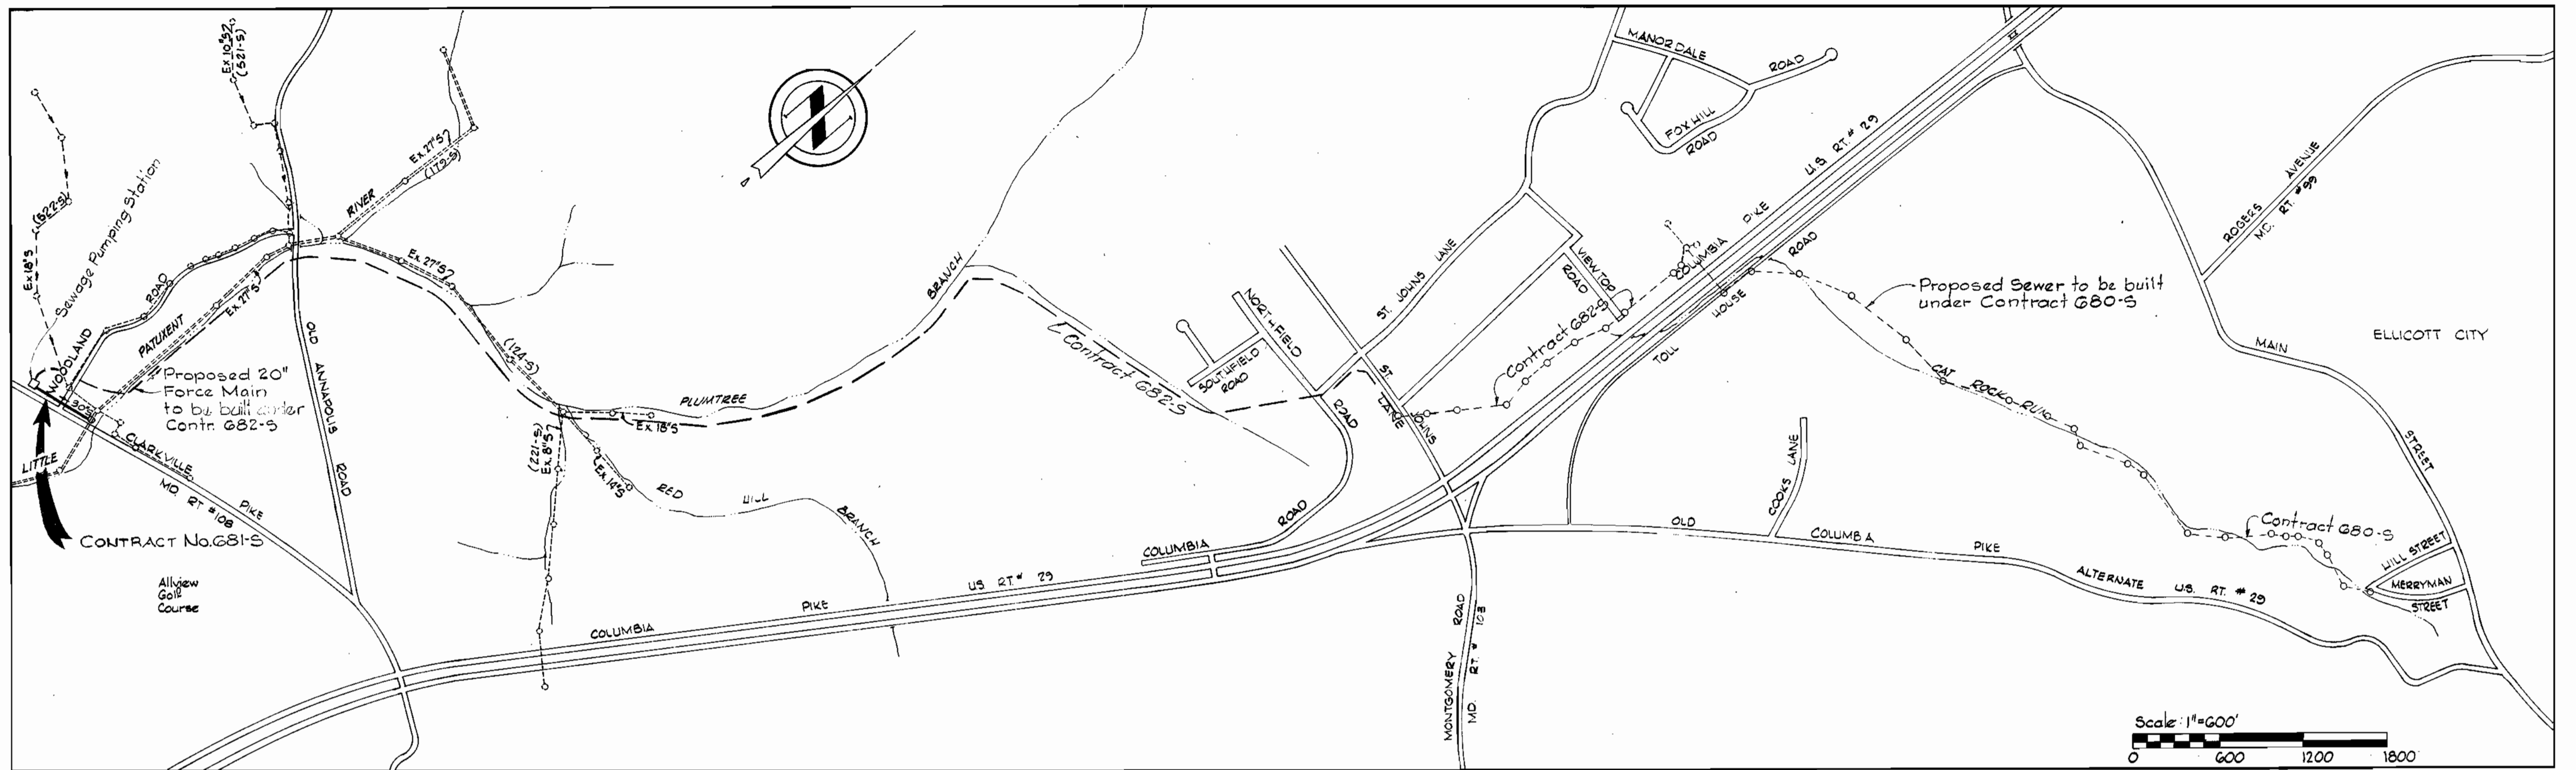 Ex 10"S
(521-S)
Ex. 27"S
(172-S)
RIVER
(522-S)
Ex 18"S
Sewage Pumping Station
WOODLAND
ROAD
PATUXENT
Ex. 27"S
Ex. 27"S
Proposed 20"
Force Main
to be built under
Contr. 682-S
30"S
LITTLE
CLARKVILLE
PIKE
MD. RT #108
CONTRACT No. 681-S
Allview
Golf
Course
OLD
ANNAPOLIS
ROAD
(124-S)
(221-S)
Ex. 8"S
Ex. 18"S
Ex. 14"S
PLUMTREE
BRANCH
RED
HILL
BRANCH
Contract 682-S
COLUMBIA
PIKE
US RT. # 29
COLUMBIA
ROAD
ROAD
NORTHFIELD
SOUTHFIELD
ROAD
ST. JOHNS LANE
ST.
JOHNS
LANE
VIEW TOP
ROAD
Contract 682-S
MANORDALE
ROAD
FOX HILL
ROAD
COLUMBIA
PIKE
U.S. RT. # 29
TOLL
HOUSE
ROAD
Proposed Sewer to be built
under Contract 680-S
CAT ROCK RUN
ROGERS
AVENUE
MD. RT. #99
MAIN
STREET
ELLICOTT CITY
COOKS LANE
OLD
COLUMBIA
PIKE
ALTERNATE
U.S. RT. # 29
Contract 680-S
HILL STREET
MERRYMAN
STREET
MONTGOMERY
ROAD
MD. RT. # 103
Scale: 1"=600'
0 600 1200 1800